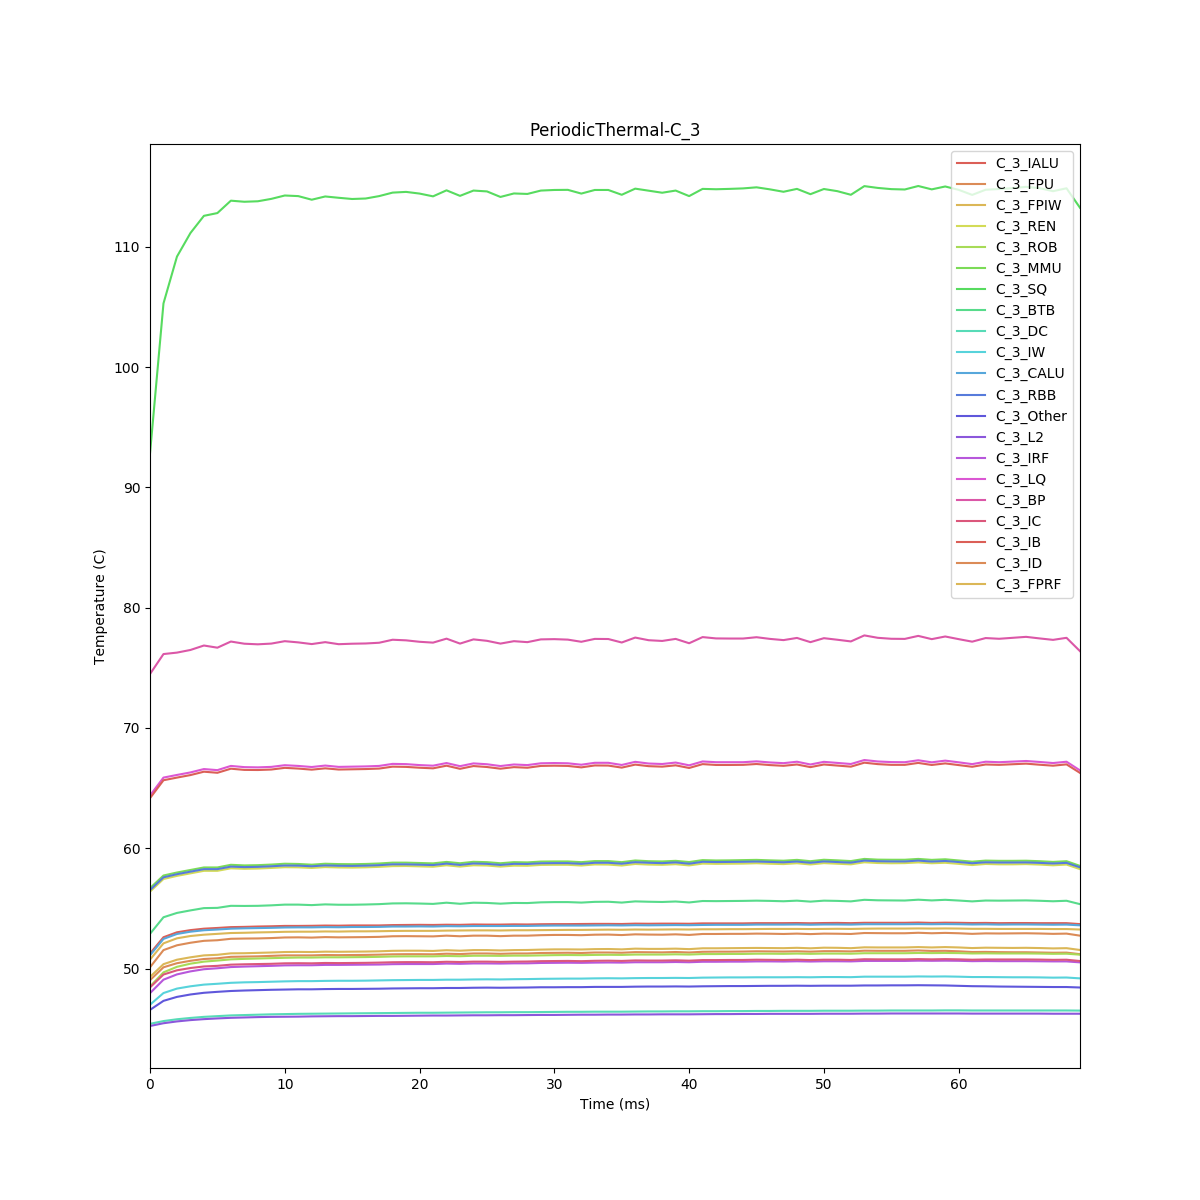 PeriodicThermal-C_3
C_3_IALU
C_3_FPU
C_3_FPIW
C_3_REN
C_3_ROB
C_3_MMU
C_3_SQ
C_3_BTB
C_3_DC
C_3_IW
C_3_CALU
C_3_RBB
C_3_Other
C_3_L2
C_3_IRF
C_3_LQ
C_3_BP
C_3_IC
C_3_IB
C_3_ID
C_3_FPRF
110
100
90
80
70
60
50
Temperature (C)
0 10 20 30 40 50 60
Time (ms)